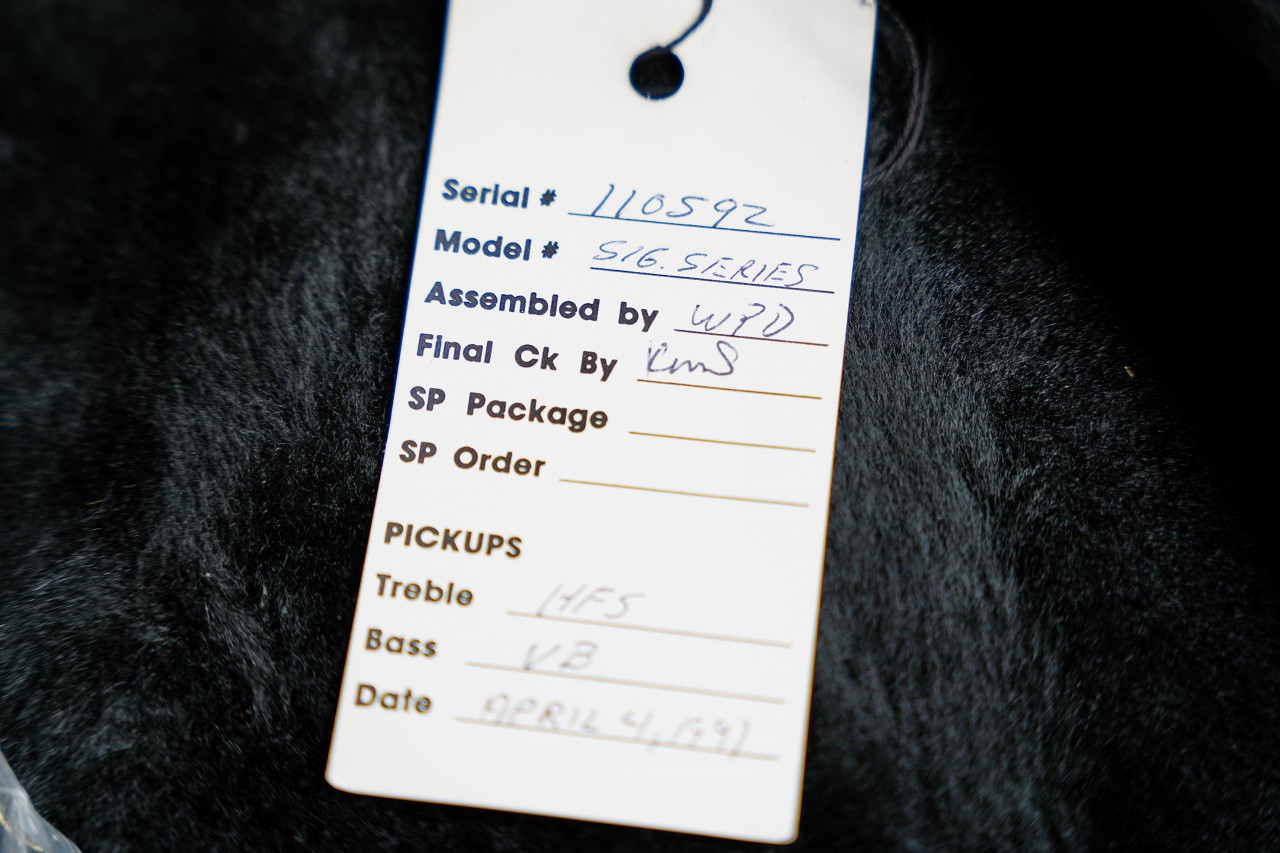 Serial # 110592
Model # SIG. SERIES
Assembled by WPD
Final Ck By KmS
SP Package
SP Order
PICKUPS
Treble HFS
Bass VB
Date APRIL 4, 1991